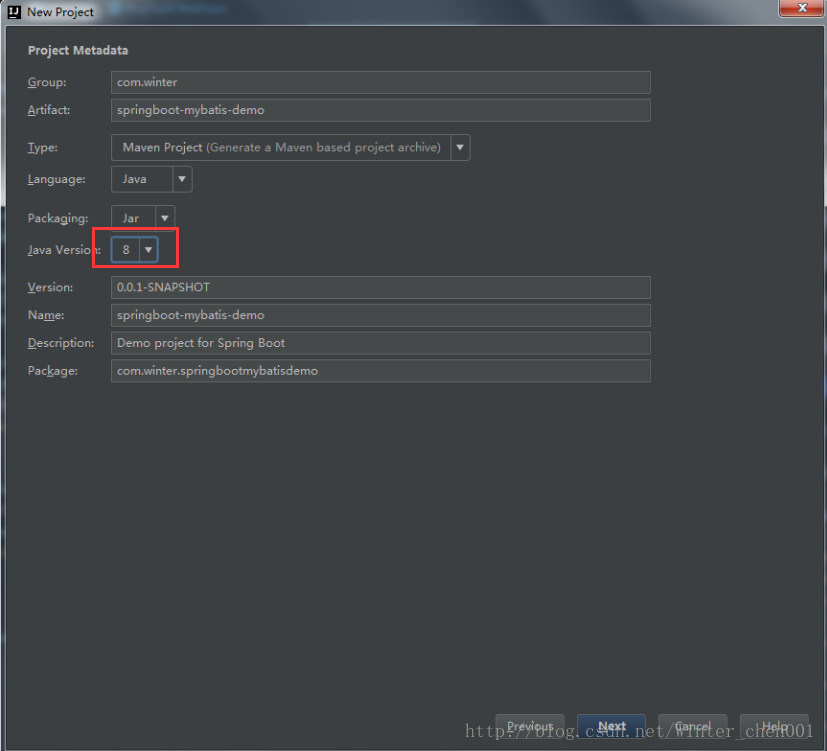 New Project
Project Metadata
Group: com.winter
Artifact: springboot-mybatis-demo
Type: Maven Project (Generate a Maven based project archive)
Language: Java
Packaging: Jar
Java Version: 8
Version: 0.0.1-SNAPSHOT
Name: springboot-mybatis-demo
Description: Demo project for Spring Boot
Package: com.winter.springbootmybatisdemo
Previous Next Cancel Help
http://blog.csdn.net/Winter_chen001